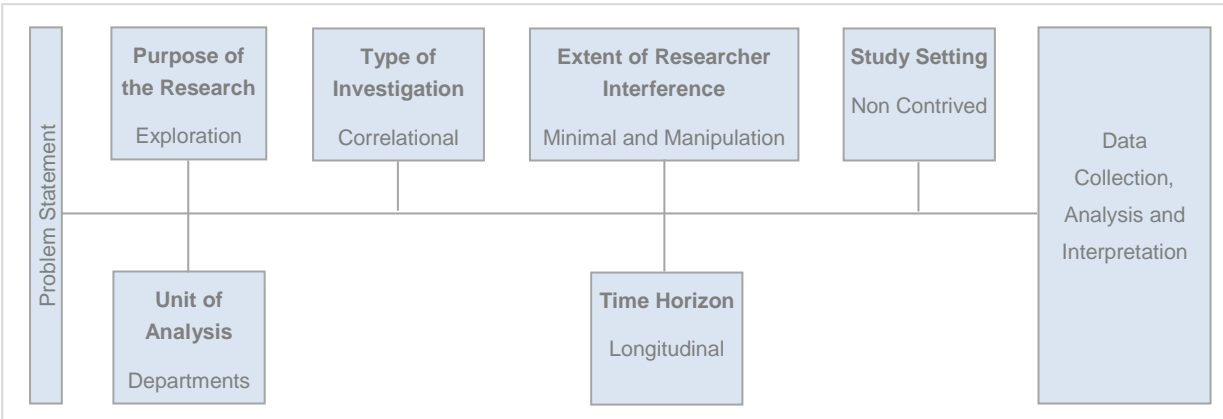 Problem Statement
Purpose of
the Research
Exploration
Type of
Investigation
Correlational
Extent of Researcher
Interference
Minimal and Manipulation
Study Setting
Non Contrived
Data
Collection,
Analysis and
Interpretation
Unit of
Analysis
Departments
Time Horizon
Longitudinal